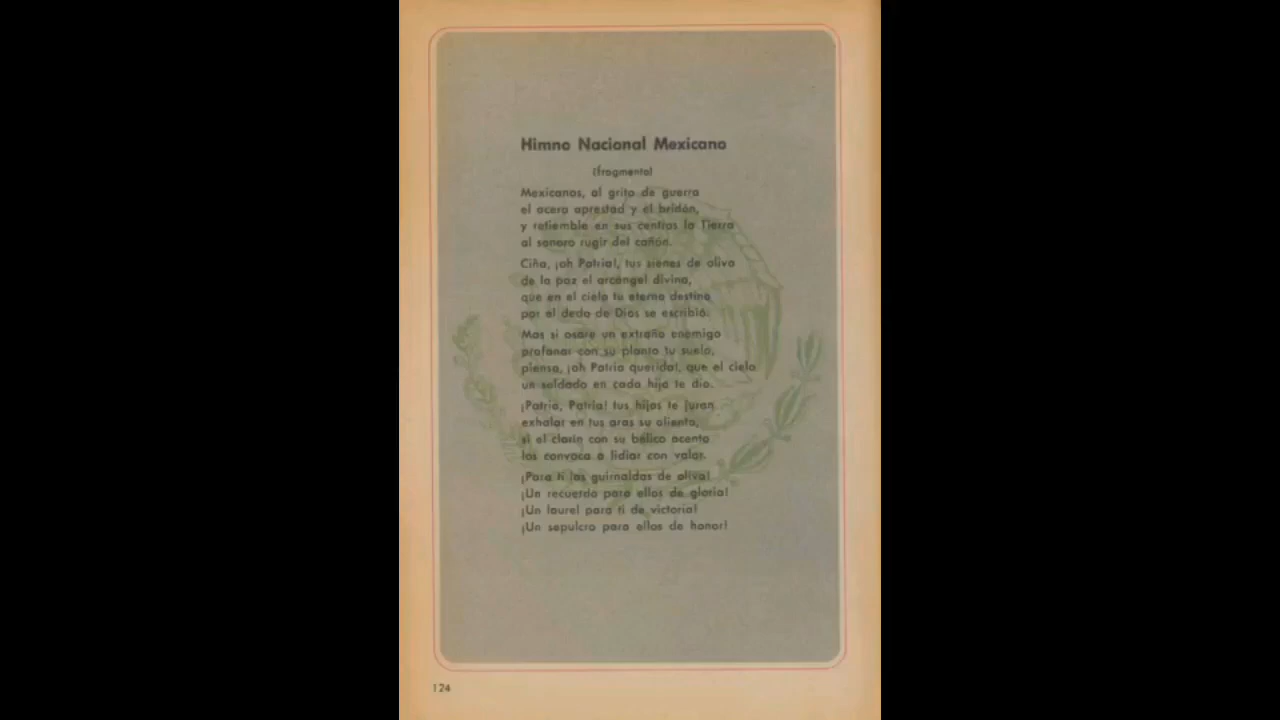 Himno Nacional Mexicano
(fragmento)
Mexicanos, al grito de guerra
el acero aprestad y el bridón,
y retiemble en sus centros la Tierra
al sonoro rugir del cañón.
Ciña, ¡oh Patria!, tus sienes de oliva
de la paz el arcángel divino,
que en el cielo tu eterno destino
por el dedo de Dios se escribió.
Mas si osare un extraño enemigo
profanar con su planta tu suelo,
piensa, ¡oh Patria querida!, que el cielo
un soldado en cada hijo te dio.
¡Patria, Patria! tus hijos te juran
exhalar en tus aras su aliento,
si el clarín con su bélico acento
los convoca a lidiar con valor.
¡Para ti las guirnaldas de oliva!
¡Un recuerdo para ellos de gloria!
¡Un laurel para ti de victoria!
¡Un sepulcro para ellos de honor!
124